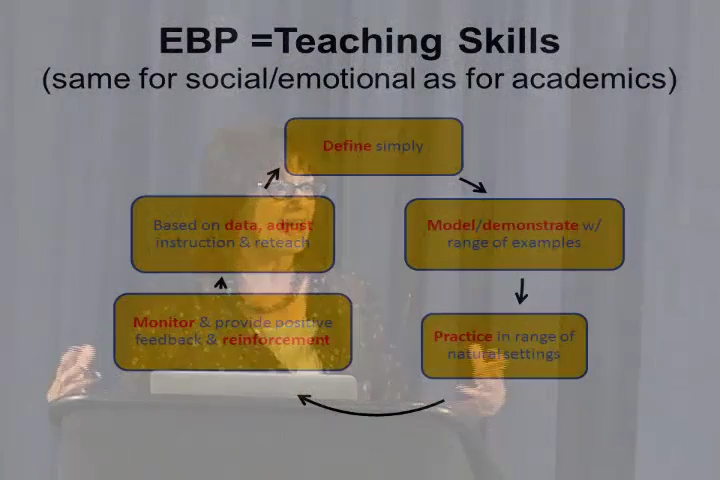 EBP =Teaching Skills
(same for social/emotional as for academics)
Define simply
Model/demonstrate w/
range of examples
Practice in range of
natural settings
Monitor & provide positive
feedback & reinforcement
Based on data, adjust
instruction & reteach